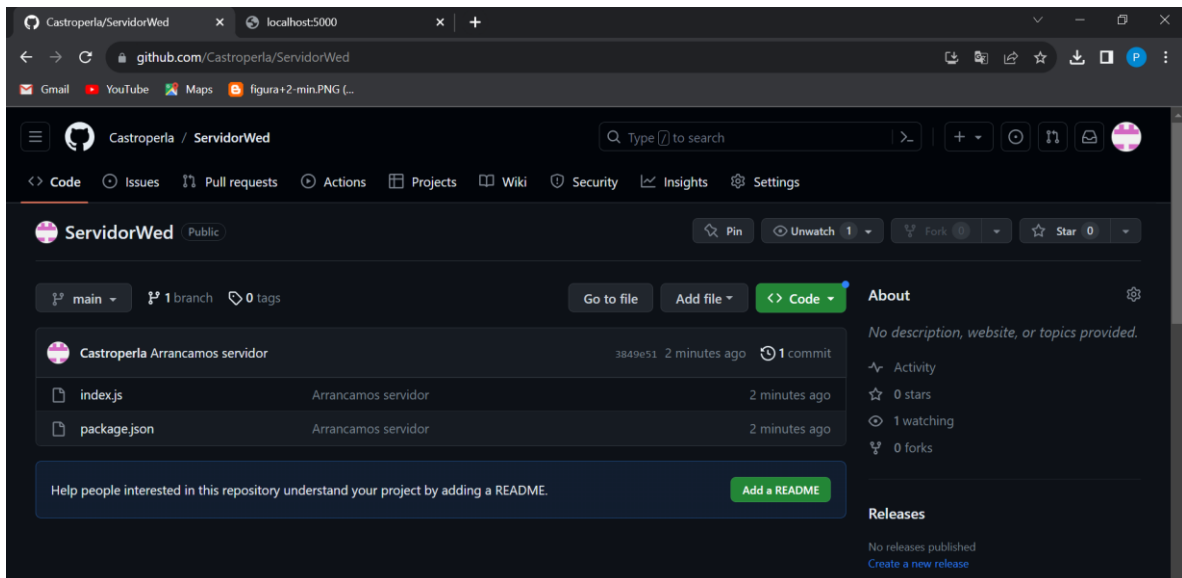 Castroperla/ServidorWed
localhost:5000
github.com/Castroperla/ServidorWed
P
Gmail YouTube Maps figura+2-min.PNG (...
Castroperla / ServidorWed
Type / to search
Code Issues Pull requests Actions Projects Wiki Security Insights Settings
ServidorWed Public
Pin Unwatch 1 Fork 0 Star 0
main 1 branch 0 tags
Go to file Add file Code
Castroperla Arrancamos servidor 3849e51 2 minutes ago 1 commit
index.js Arrancamos servidor 2 minutes ago
package.json Arrancamos servidor 2 minutes ago
Help people interested in this repository understand your project by adding a README. Add a README
About
No description, website, or topics provided.
Activity
0 stars
1 watching
0 forks
Releases
No releases published
Create a new release